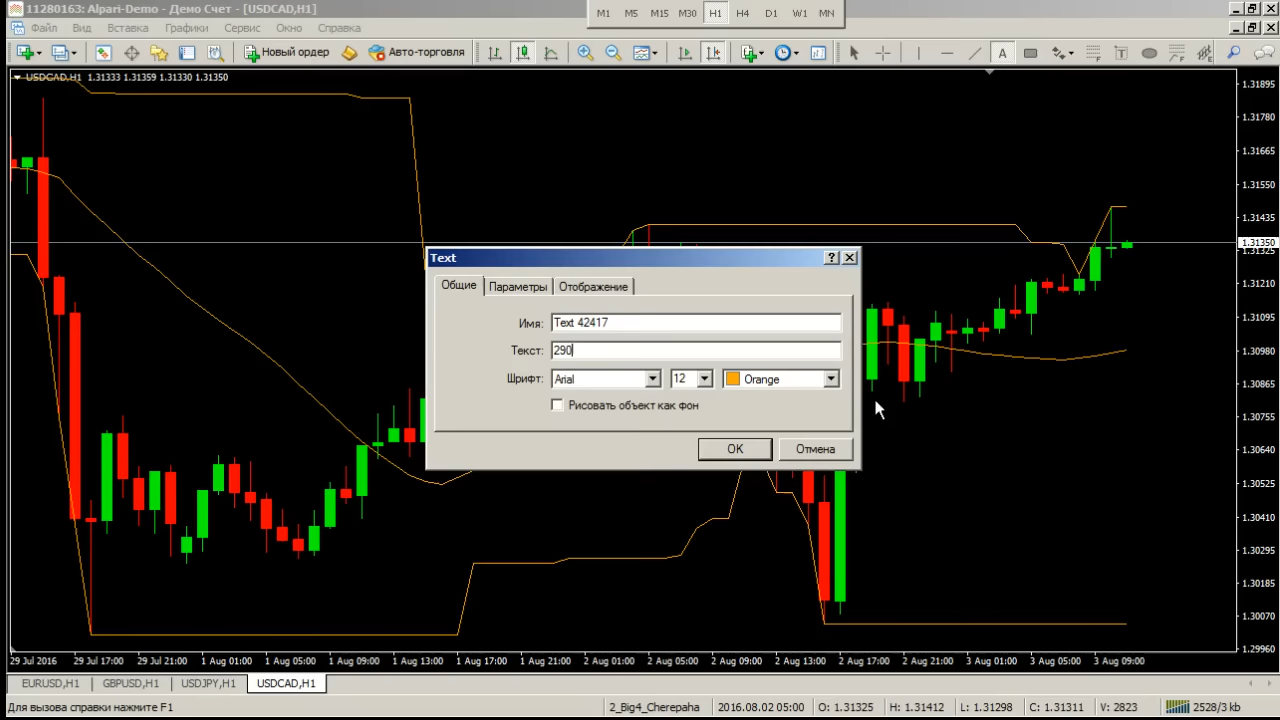 11280163: Alpari-Demo - Демо Счет - [USDCAD,H1]
M1 M5 M15 M30 H1 H4 D1 W1 MN
Файл Вид Вставка Графики Сервис Окно Справка
Новый ордер Авто-торговля A T
USDCAD,H1 1.31333 1.31359 1.31330 1.31350
1.31895
1.31780
1.31665
1.31550
1.31435
1.31350
1.31325
1.31210
1.31095
1.30980
1.30865
1.30755
1.30640
1.30525
1.30410
1.30295
1.30185
1.30070
1.29960
Text
Общие Параметры Отображение
Имя: Text 42417
Текст: 290
Шрифт: Arial 12 Orange
Рисовать объект как фон
OK Отмена
29 Jul 2016 29 Jul 17:00 29 Jul 21:00 1 Aug 01:00 1 Aug 05:00 1 Aug 09:00 1 Aug 13:00 1 Aug 17:00 1 Aug 21:00 2 Aug 01:00 2 Aug 05:00 2 Aug 09:00 2 Aug 13:00 2 Aug 17:00 2 Aug 21:00 3 Aug 01:00 3 Aug 05:00 3 Aug 09:00
EURUSD,H1 GBPUSD,H1 USDJPY,H1 USDCAD,H1
Для вызова справки нажмите F1 2_Big4_Cherepaha 2016.08.02 05:00 O: 1.31325 H: 1.31412 L: 1.31298 C: 1.31311 V: 2823 2528/3 kb